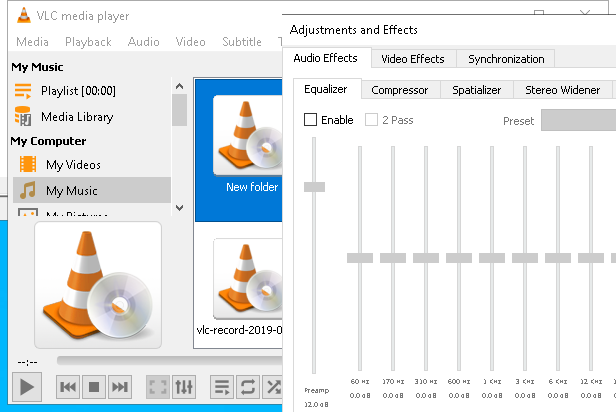 VLC media player
Media Playback Audio Video Subtitle
My Music
Playlist [00:00]
Media Library
My Computer
My Videos
My Music
My Pictures
New folder
vlc-record-2019-0
--:--
Adjustments and Effects
Audio Effects Video Effects Synchronization
Equalizer Compressor Spatializer Stereo Widener
Enable 2 Pass Preset
60 Hz 170 Hz 310 Hz 600 Hz 1 KHz 3 KHz 6 KHz 12 KHz
Preamp 0.0 dB 0.0 dB 0.0 dB 0.0 dB 0.0 dB 0.0 dB 0.0 dB 0.0 dB
12.0 dB